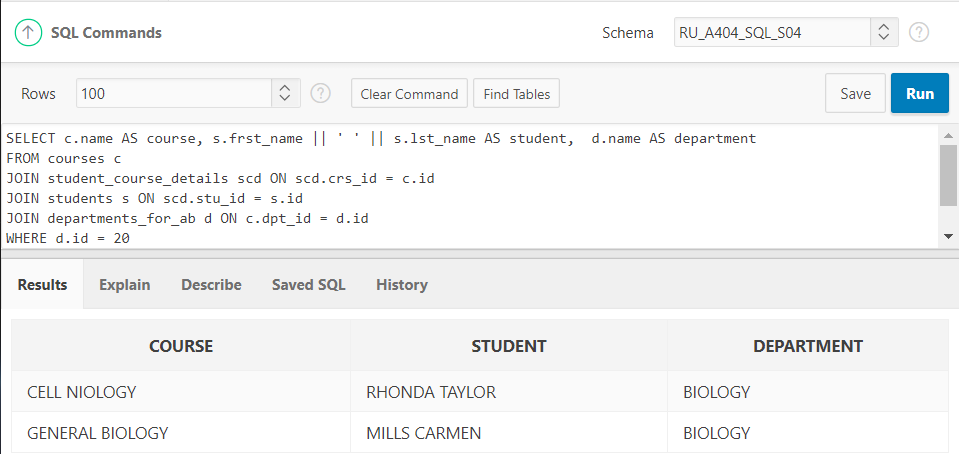 SQL Commands Schema RU_A404_SQL_S04 ?
Rows 100 ? Clear Command Find Tables Save Run
SELECT c.name AS course, s.frst_name || ' ' || s.lst_name AS student,  d.name AS department
FROM courses c
JOIN student_course_details scd ON scd.crs_id = c.id
JOIN students s ON scd.stu_id = s.id
JOIN departments_for_ab d ON c.dpt_id = d.id
WHERE d.id = 20
Results Explain Describe Saved SQL History
COURSE STUDENT DEPARTMENT
CELL NIOLOGY RHONDA TAYLOR BIOLOGY
GENERAL BIOLOGY MILLS CARMEN BIOLOGY